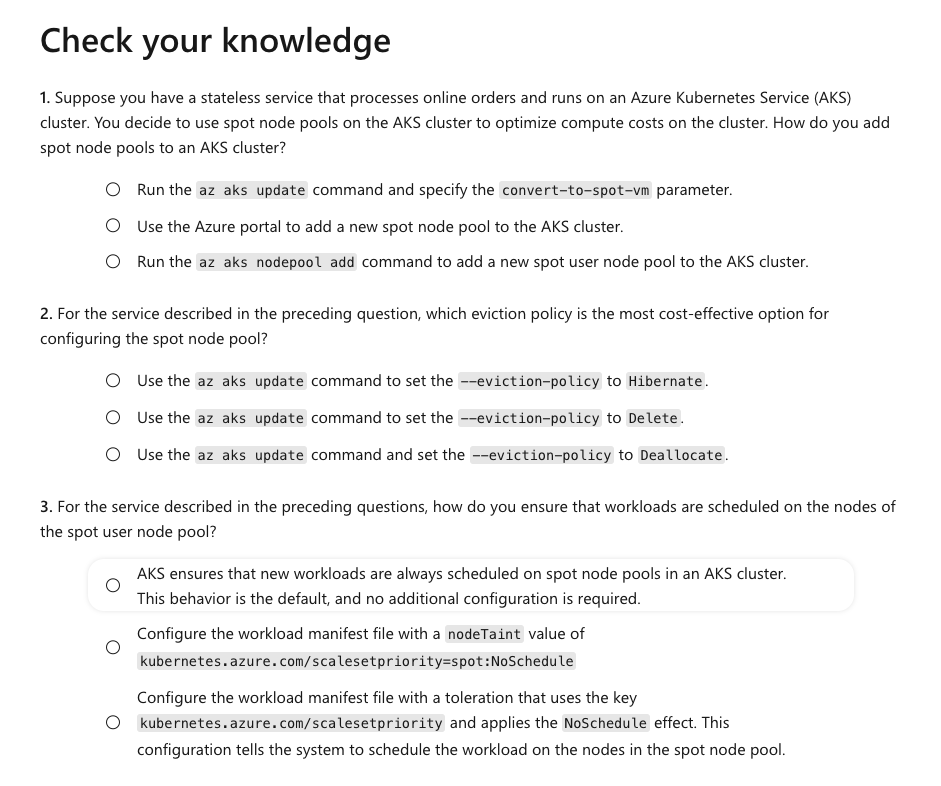 Check your knowledge
1. Suppose you have a stateless service that processes online orders and runs on an Azure Kubernetes Service (AKS)
cluster. You decide to use spot node pools on the AKS cluster to optimize compute costs on the cluster. How do you add
spot node pools to an AKS cluster?
Run the az aks update command and specify the convert-to-spot-vm parameter.
Use the Azure portal to add a new spot node pool to the AKS cluster.
Run the az aks nodepool add command to add a new spot user node pool to the AKS cluster.
2. For the service described in the preceding question, which eviction policy is the most cost-effective option for
configuring the spot node pool?
Use the az aks update command to set the --eviction-policy to Hibernate.
Use the az aks update command to set the --eviction-policy to Delete.
Use the az aks update command and set the --eviction-policy to Deallocate.
3. For the service described in the preceding questions, how do you ensure that workloads are scheduled on the nodes of
the spot user node pool?
AKS ensures that new workloads are always scheduled on spot node pools in an AKS cluster.
This behavior is the default, and no additional configuration is required.
Configure the workload manifest file with a nodeTaint value of
kubernetes.azure.com/scalesetpriority=spot:NoSchedule
Configure the workload manifest file with a toleration that uses the key
kubernetes.azure.com/scalesetpriority and applies the NoSchedule effect. This
configuration tells the system to schedule the workload on the nodes in the spot node pool.